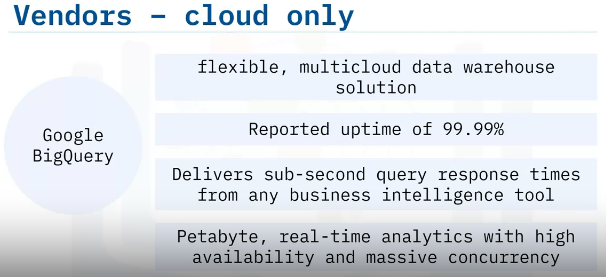 Vendors – cloud only
Google
BigQuery
flexible, multicloud data warehouse
solution
Reported uptime of 99.99%
Delivers sub-second query response times
from any business intelligence tool
Petabyte, real-time analytics with high
availability and massive concurrency